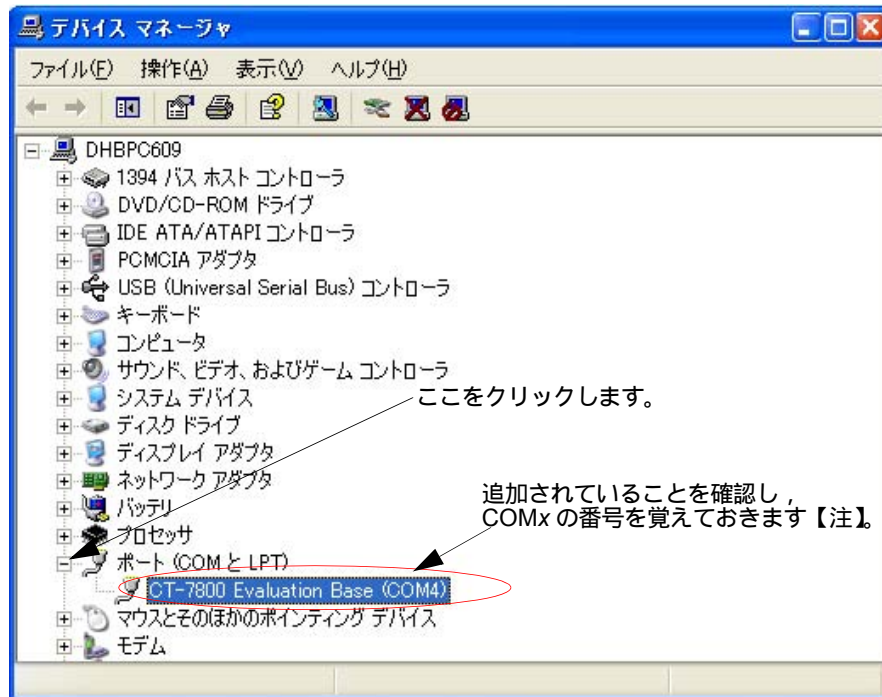 デバイス マネージャ
ファイル(F) 操作(A) 表示(V) ヘルプ(H)
DHBPC609
1394 バス ホスト コントローラ
DVD/CD-ROM ドライブ
IDE ATA/ATAPI コントローラ
PCMCIA アダプタ
USB (Universal Serial Bus) コントローラ
キーボード
コンピュータ
サウンド、ビデオ、およびゲーム コントローラ
システム デバイス
ここをクリックします。
ディスク ドライブ
ディスプレイ アダプタ
ネットワーク アダプタ
追加されていることを確認し,
COMx の番号を覚えておきます【注】。
バッテリ
プロセッサ
ポート (COM と LPT)
CT-7800 Evaluation Base (COM4)
マウスとそのほかのポインティング デバイス
モデム